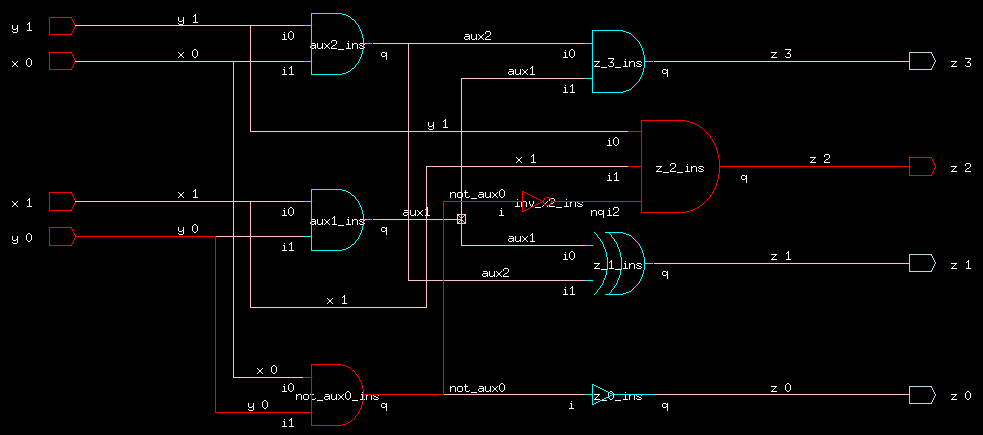 y 1
y 1
i0
aux2_ins
q
aux2
i0
z_3_ins
q
z 3
z 3
x 0
x 0
i1
aux1
i1
y 1
i0
x 1
i1
z_2_ins
q
z 2
z 2
x 1
x 1
i0
aux1_ins
q
aux1
not_aux0
i
inv_x2_ins
nq
i2
y 0
y 0
i1
aux1
i0
z_1_ins
q
z 1
z 1
aux2
i1
x 1
x 0
i0
not_aux0_ins
q
not_aux0
i
z_0_ins
q
z 0
z 0
y 0
i1